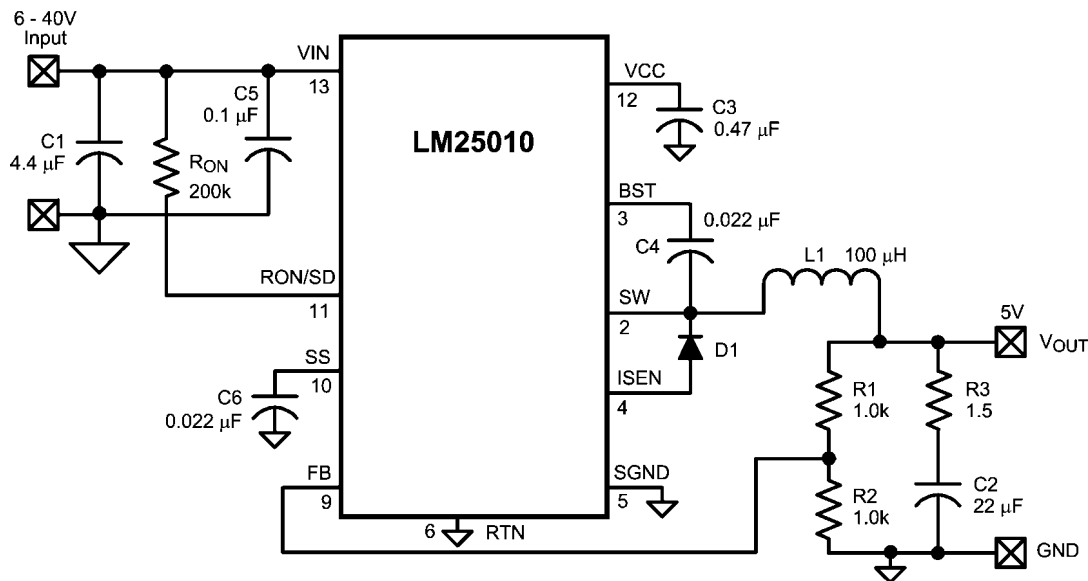 6 - 40V
Input
VIN
13
C5
0.1 μF
C1
4.4 μF
RON
200k
LM25010
VCC
12
C3
0.47 μF
BST
3
0.022 μF
C4
L1 100 μH
RON/SD
11
SW
2
D1
5V
VOUT
SS
10
C6
0.022 μF
ISEN
4
R1
1.0k
R3
1.5
FB
9
SGND
5
R2
1.0k
C2
22 μF
6 RTN
GND